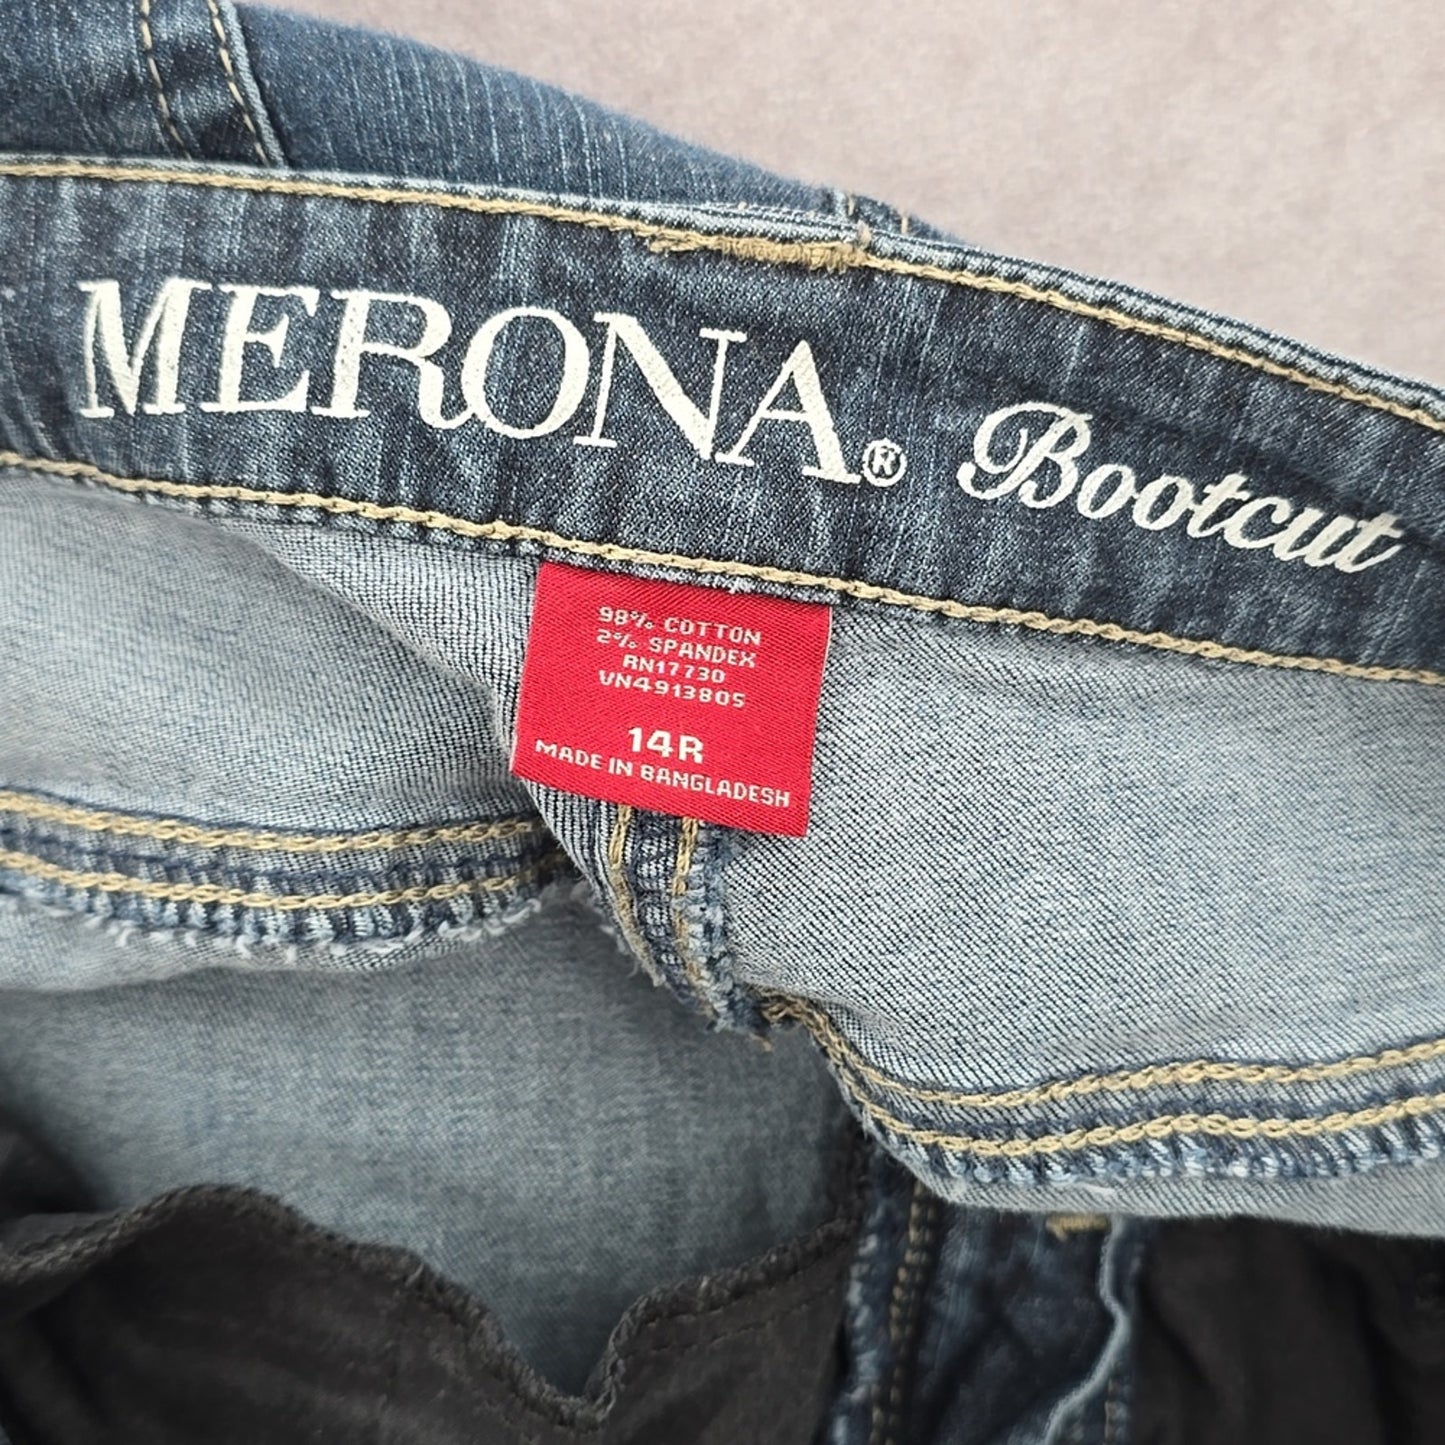 MERONA® Bootcut
98% COTTON
2% SPANDEX
RN17730
VN4913805
14R
MADE IN BANGLADESH